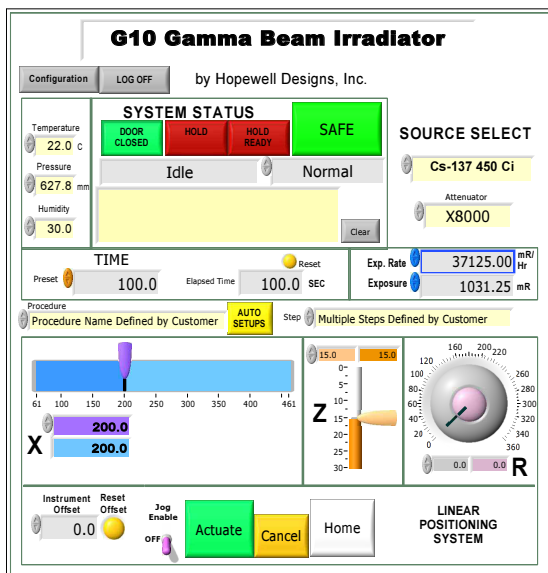 G10 Gamma Beam Irradiator
Configuration LOG OFF by Hopewell Designs, Inc.
SYSTEM STATUS
DOOR CLOSED HOLD HOLD READY SAFE
Idle Normal
Clear
Temperature
22.0 C
Pressure
627.8 mm
Humidity
30.0
SOURCE SELECT
Cs-137 450 Ci
Attenuator
X8000
TIME
Reset
Preset 100.0 Elapsed Time 100.0 SEC
Exp. Rate 37125.00 mR/Hr
Exposure 1031.25 mR
Procedure
Procedure Name Defined by Customer AUTO SETUPS Step Multiple Steps Defined by Customer
61 100 150 200 250 300 350 400 461
X 200.0
200.0
15.0 15.0
Z
0-
5-
10-
15-
20-
25-
30-
0 20 40 60 80 100 120 140 160 180 200 220 240 260 280 300 320 340 360
0.0 0.0 R
Instrument Offset
0.0
Reset Offset
Jog Enable
OFF
Actuate Cancel Home
LINEAR
POSITIONING
SYSTEM